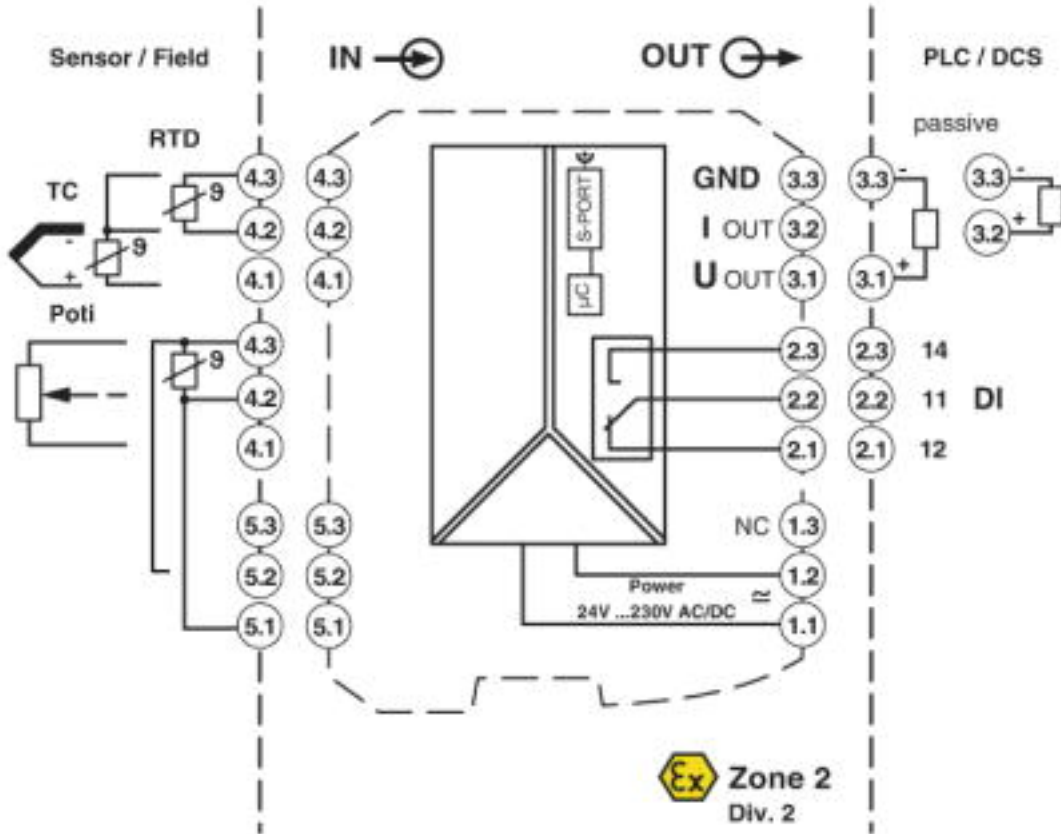 Sensor / Field IN OUT PLC / DCS
passive
RTD
TC
ϑ
ϑ
-
+
4.3 4.3 GND 3.3 3.3 - 3.3 -
4.2 4.2 I OUT 3.2 3.2 +
4.1 4.1 U OUT 3.1 3.1 +
S-PORT
µC
Poti
ϑ
4.3 2.3 2.3 14
4.2 2.2 2.2 11 DI
4.1 2.1 2.1 12
5.3 5.3 NC 1.3
5.2 5.2 Power 1.2
5.1 5.1 24V ...230V AC/DC ≃ 1.1
Ex Zone 2
Div. 2